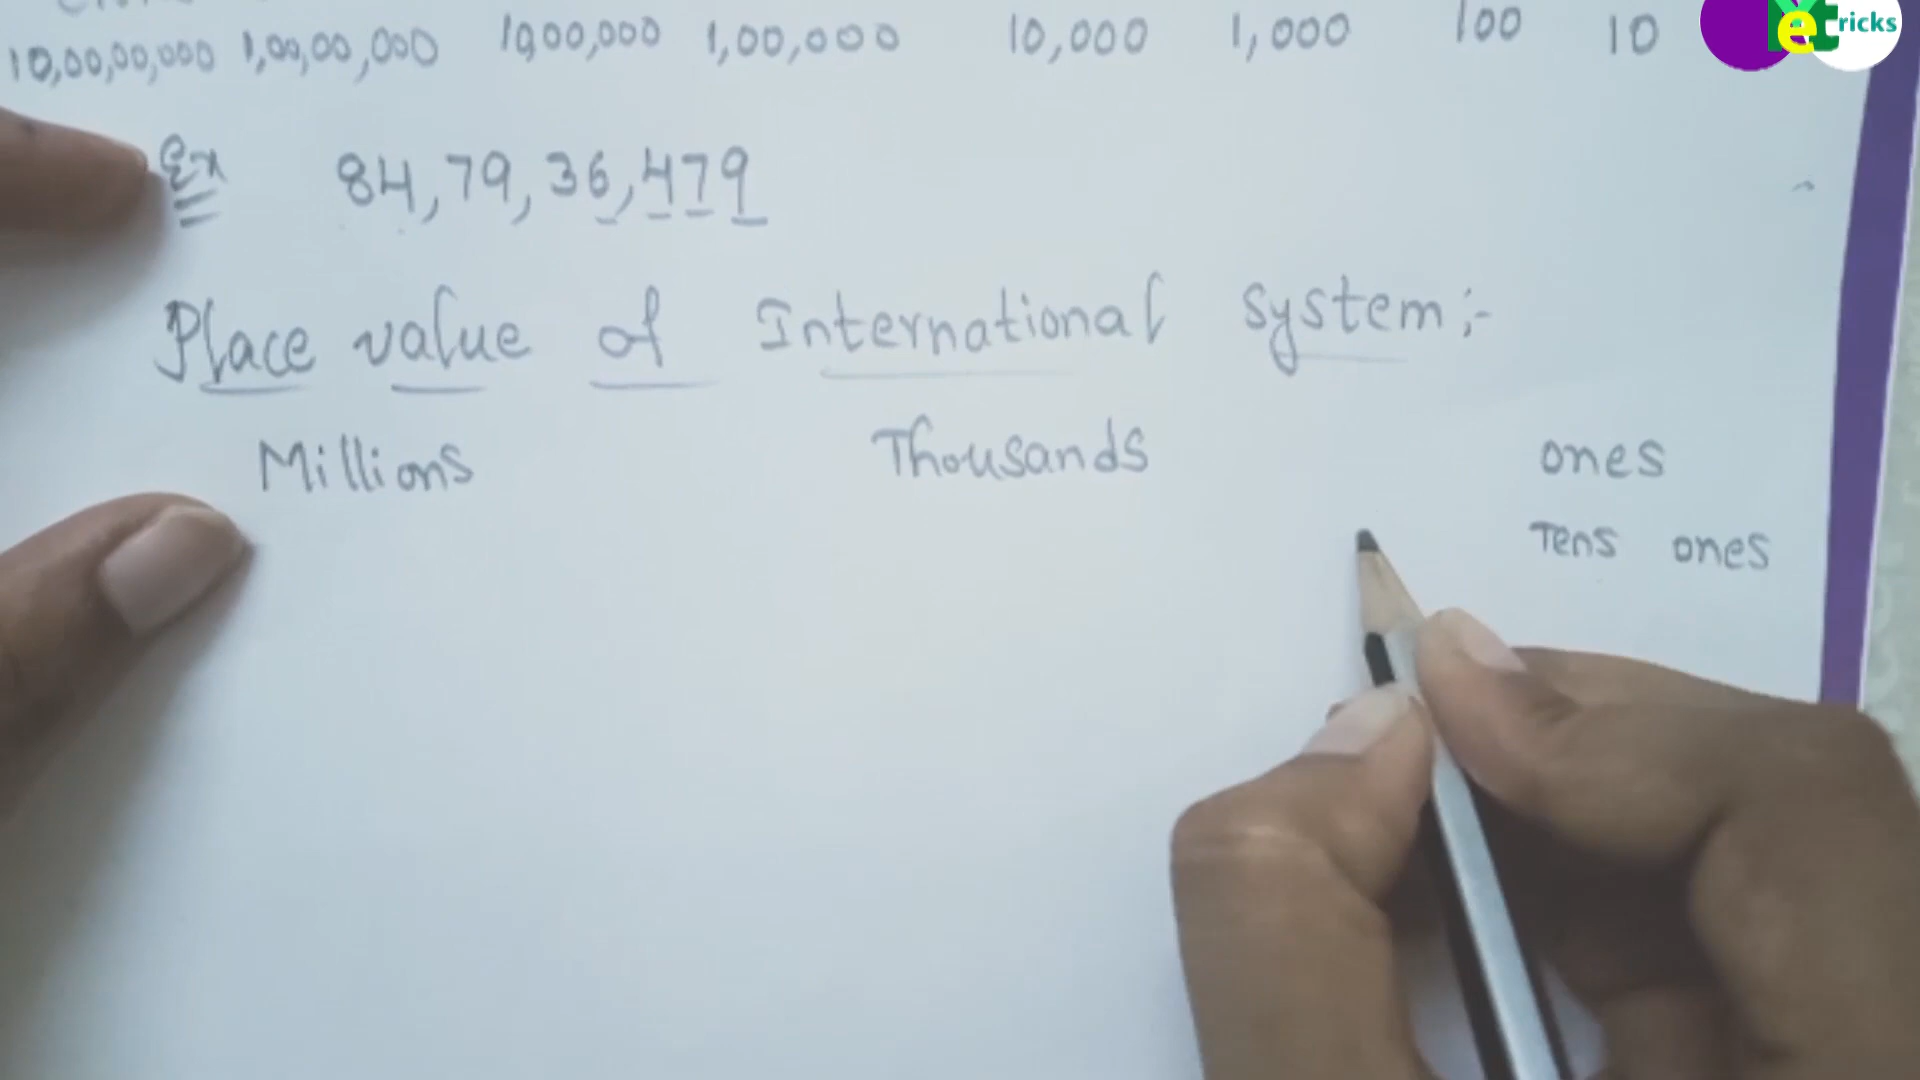 10,00,00,000 1,00,00,000 10,00,000 1,00,000 10,000 1,000 100 10
Ex 84,79,36,479
Place value of International System :-
Millions Thousands ones
Tens ones
etricks